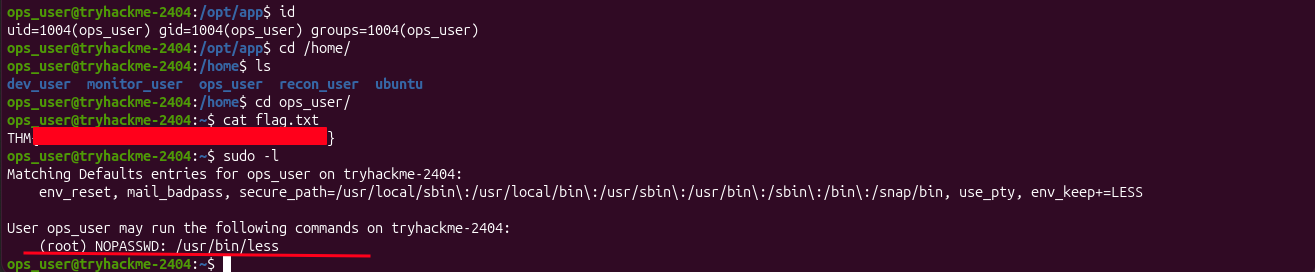 ops_user@tryhackme-2404:/opt/app$ id
uid=1004(ops_user) gid=1004(ops_user) groups=1004(ops_user)
ops_user@tryhackme-2404:/opt/app$ cd /home/
ops_user@tryhackme-2404:/home$ ls
dev_user  monitor_user  ops_user  recon_user  ubuntu
ops_user@tryhackme-2404:/home$ cd ops_user/
ops_user@tryhackme-2404:~$ cat flag.txt
THM{ }
ops_user@tryhackme-2404:~$ sudo -l
Matching Defaults entries for ops_user on tryhackme-2404:
    env_reset, mail_badpass, secure_path=/usr/local/sbin\:/usr/local/bin\:/usr/sbin\:/usr/bin\:/sbin\:/bin\:/snap/bin, use_pty, env_keep+=LESS

User ops_user may run the following commands on tryhackme-2404:
    (root) NOPASSWD: /usr/bin/less
ops_user@tryhackme-2404:~$